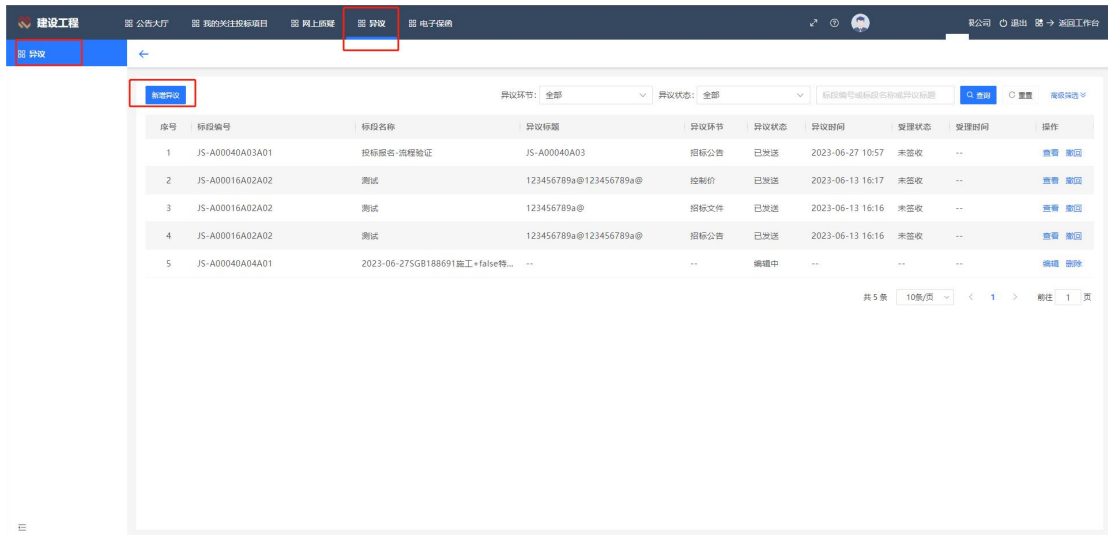 建设工程 公告大厅 我的关注投标项目 网上质疑 异议 电子保函 限公司 退出 返回工作台
异议
新增异议 异议环节: 全部 异议状态: 全部 标段编号或标段名称或异议标题 查询 重置 高级筛选
序号 标段编号 标段名称 异议标题 异议环节 异议状态 异议时间 受理状态 受理时间 操作
1 JS-A00040A03A01 投标报名-流程验证 JS-A00040A03 招标公告 已发送 2023-06-27 10:57 未签收 -- 查看 撤回
2 JS-A00016A02A02 测试 123456789a@123456789a@ 控制价 已发送 2023-06-13 16:17 未签收 -- 查看 撤回
3 JS-A00016A02A02 测试 123456789a@ 招标文件 已发送 2023-06-13 16:16 未签收 -- 查看 撤回
4 JS-A00016A02A02 测试 123456789a@123456789a@ 招标公告 已发送 2023-06-13 16:16 未签收 -- 查看 撤回
5 JS-A00040A04A01 2023-06-27SGB188691施工+false特... -- -- 编辑中 -- -- -- 编辑 删除
共 5 条 10条/页 < 1 > 前往 1 页